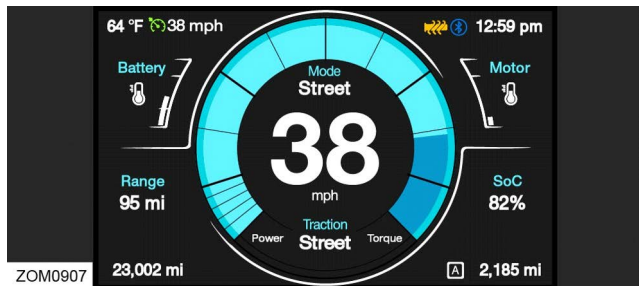 64 °F 38 mph
12:59 pm
Battery
Mode
Street
Motor
38
mph
Range
95 mi
SoC
82%
Traction
Street
Power
Torque
23,002 mi
A 2,185 mi
ZOM0907